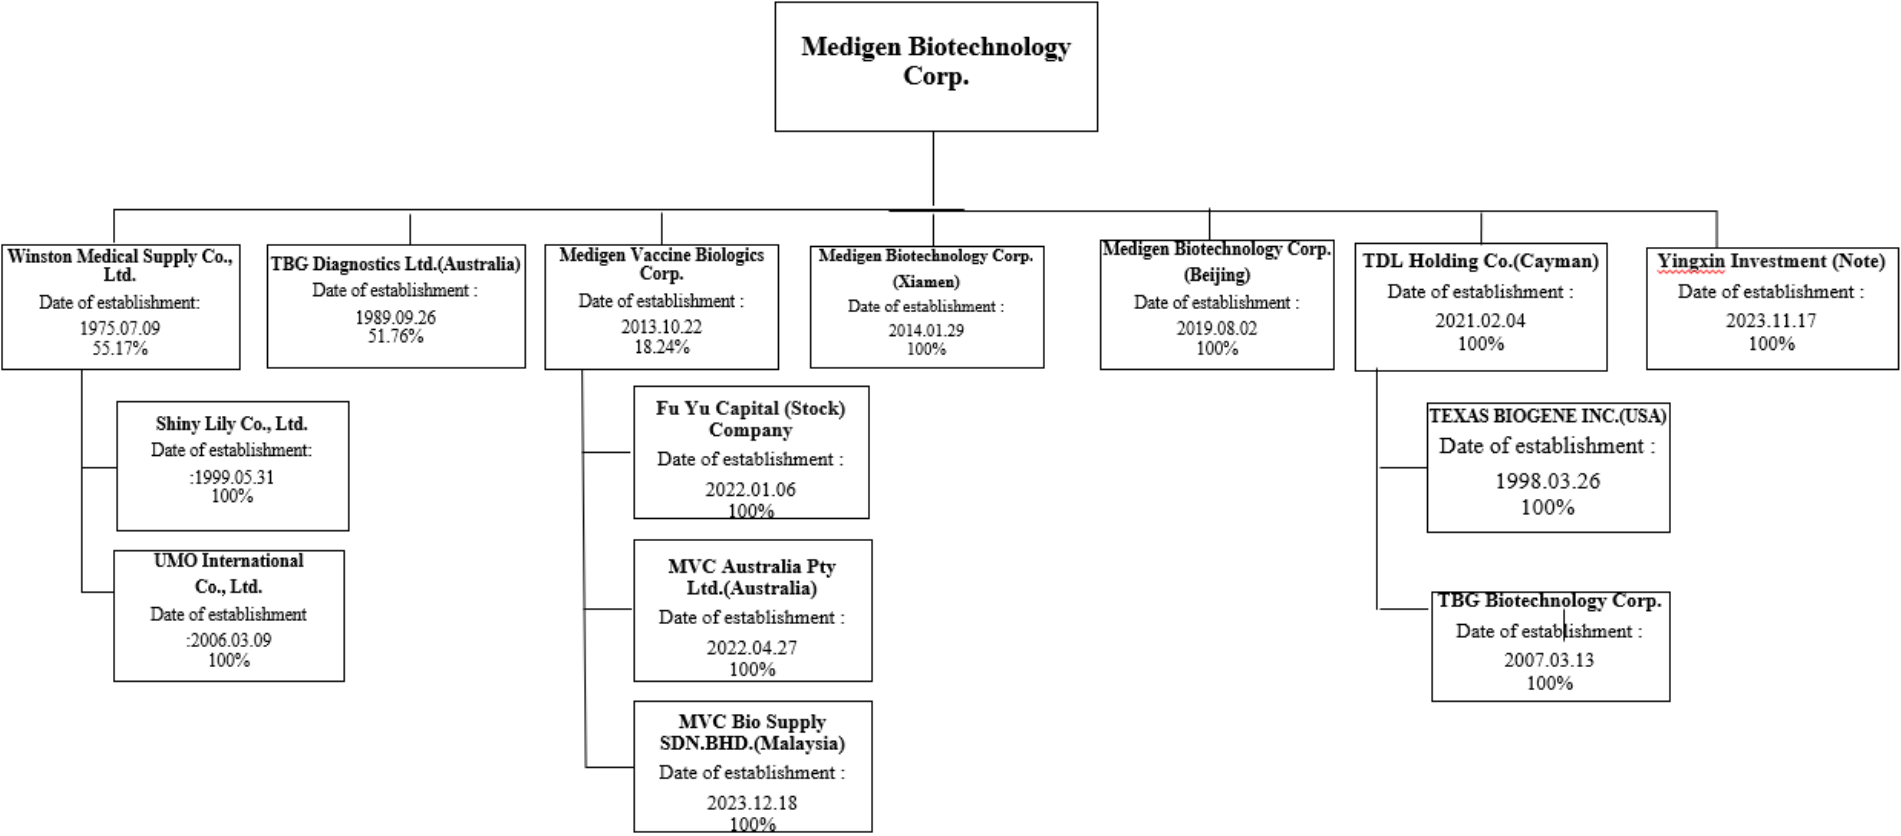 Medigen Biotechnology
Corp.
Winston Medical Supply Co.,
Ltd.
Date of establishment:
1975.07.09
55.17%
TBG Diagnostics Ltd.(Australia)
Date of establishment :
1989.09.26
51.76%
Medigen Vaccine Biologics
Corp.
Date of establishment :
2013.10.22
18.24%
Medigen Biotechnology Corp.
(Xiamen)
Date of establishment :
2014.01.29
100%
Medigen Biotechnology Corp.
(Beijing)
Date of establishment :
2019.08.02
100%
TDL Holding Co.(Cayman)
Date of establishment :
2021.02.04
100%
Yingxin Investment (Note)
Date of establishment :
2023.11.17
100%
Shiny Lily Co., Ltd.
Date of establishment:
:1999.05.31
100%
UMO International
Co., Ltd.
Date of establishment
:2006.03.09
100%
Fu Yu Capital (Stock)
Company
Date of establishment :
2022.01.06
100%
MVC Australia Pty
Ltd.(Australia)
Date of establishment :
2022.04.27
100%
MVC Bio Supply
SDN.BHD.(Malaysia)
Date of establishment :
2023.12.18
100%
TEXAS BIOGENE INC.(USA)
Date of establishment :
1998.03.26
100%
TBG Biotechnology Corp.
Date of establishment :
2007.03.13
100%